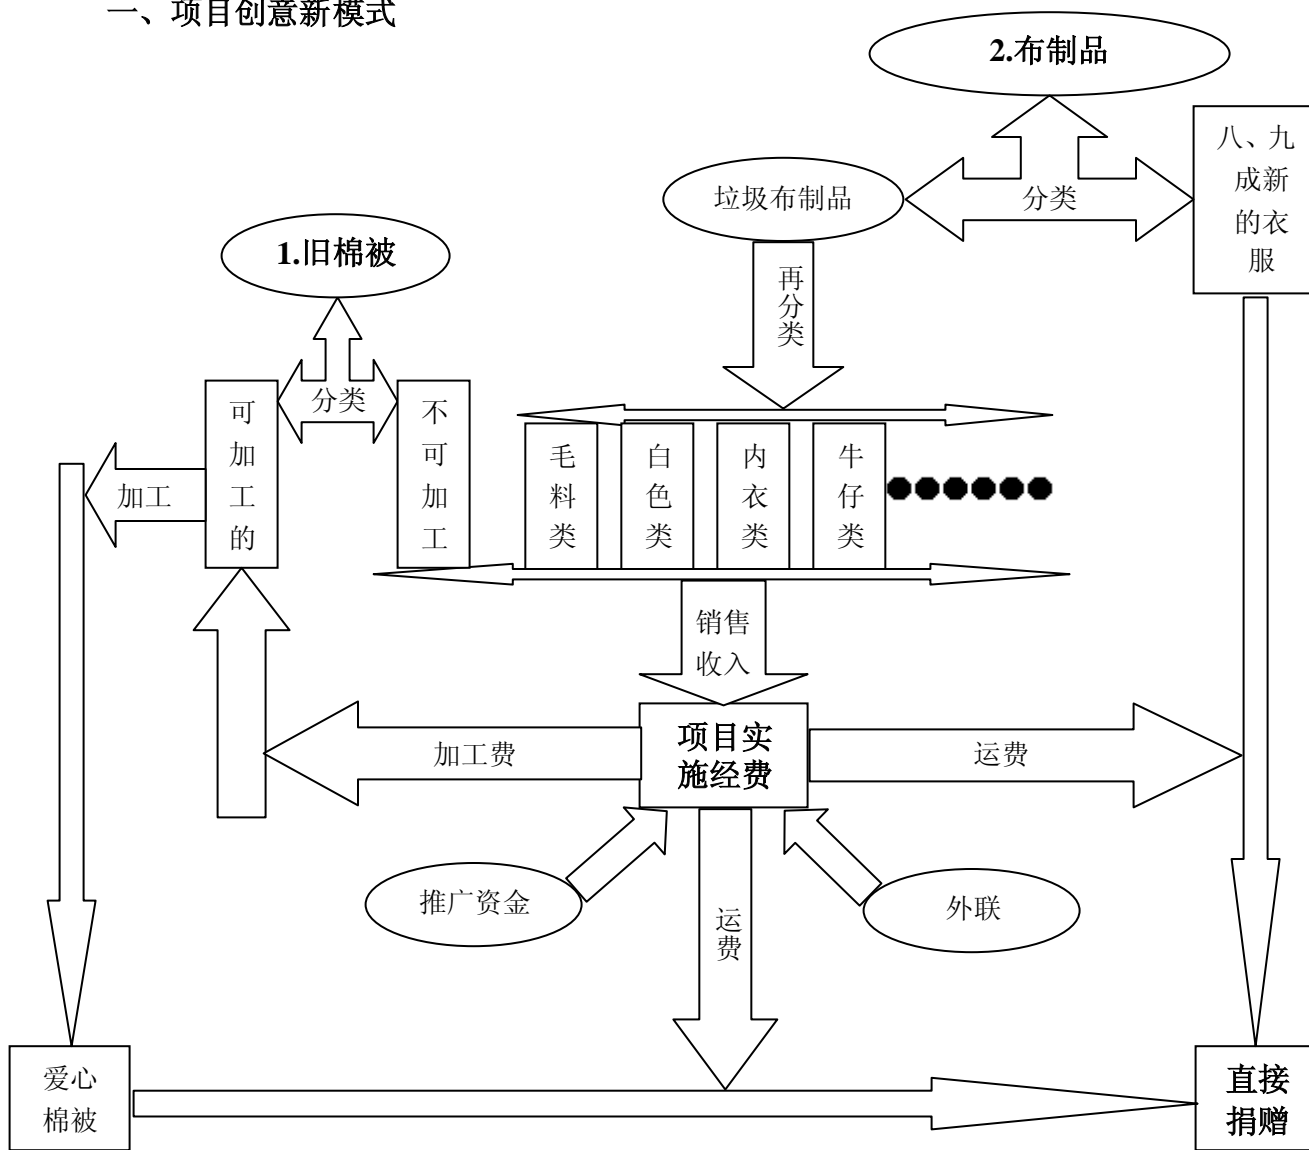 一、项目创意新模式
2.布制品
八、九
成新
的衣
服
分类
垃圾布制品
再分类
1.旧棉被
分类
可加工的
不可加工
加工
毛料类
白色类
内衣类
牛仔类
●●●●●●
销售
收入
项目实
施经费
加工费
运费
推广资金
外联
运费
爱心
棉被
直接
捐赠